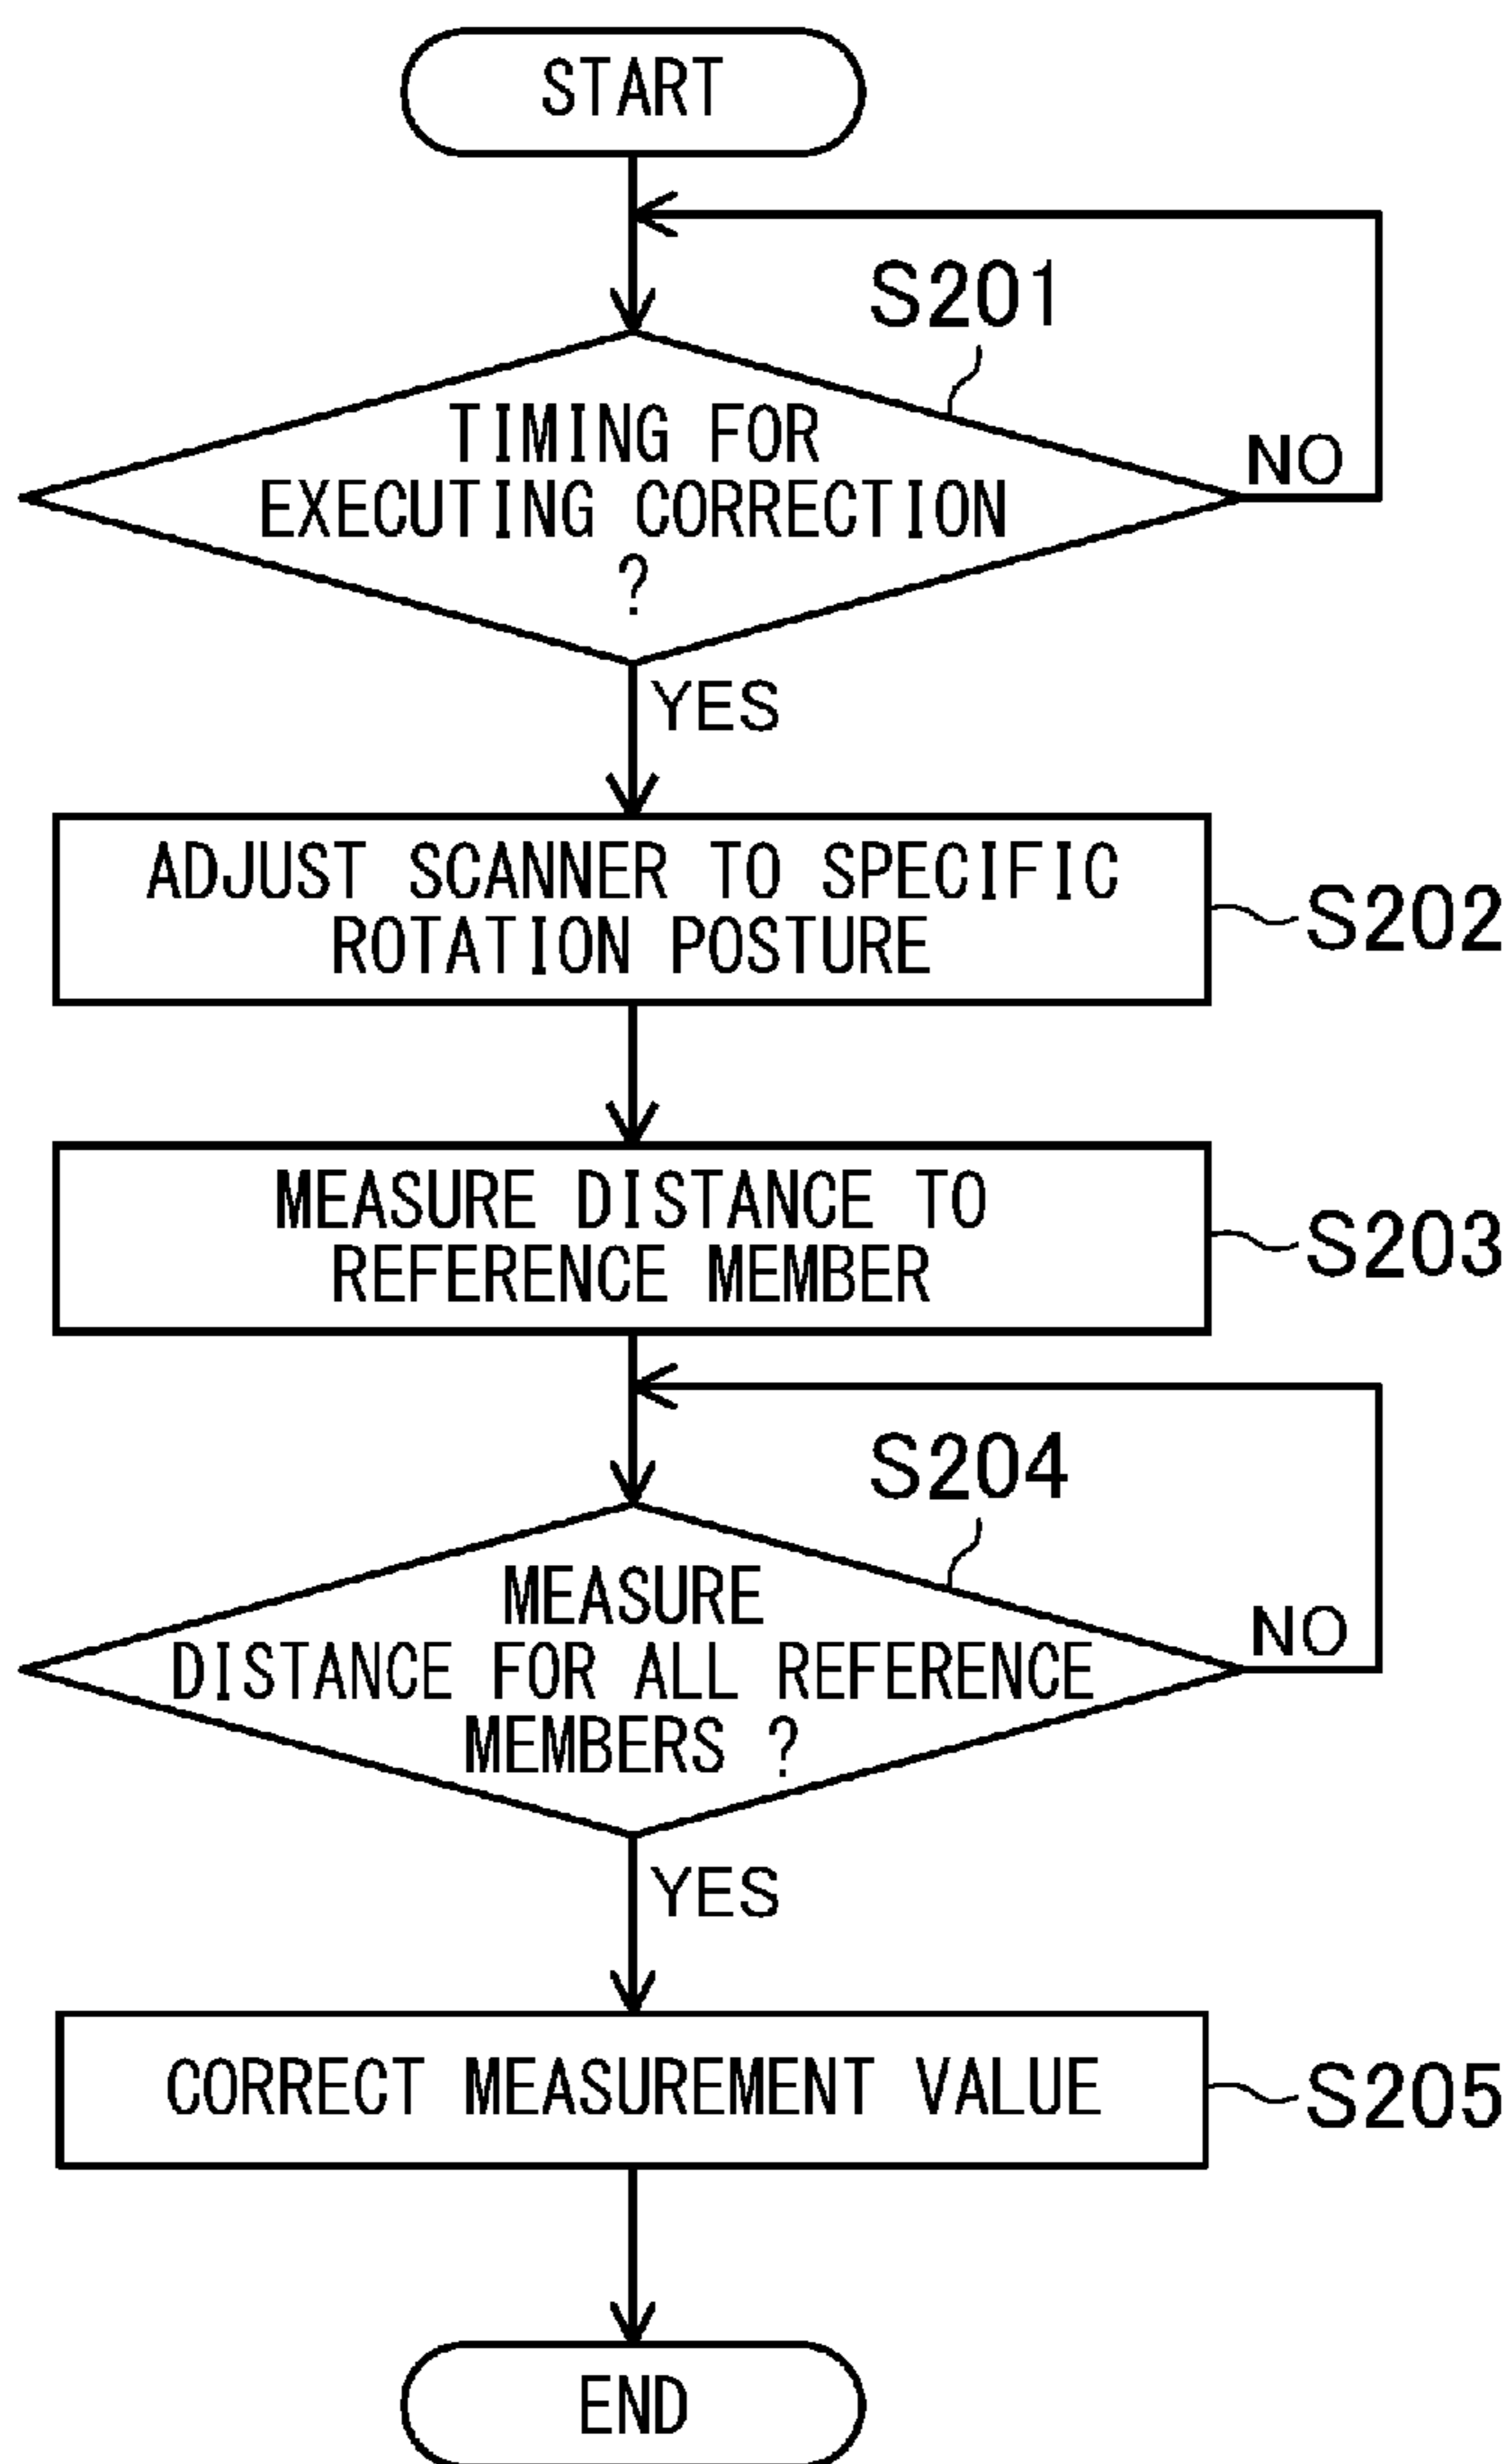 START
S201
TIMING FOR
EXECUTING CORRECTION
?
NO
YES
ADJUST SCANNER TO SPECIFIC
ROTATION POSTURE
S202
MEASURE DISTANCE TO
REFERENCE MEMBER
S203
S204
MEASURE
DISTANCE FOR ALL REFERENCE
MEMBERS ?
NO
YES
CORRECT MEASUREMENT VALUE
S205
END